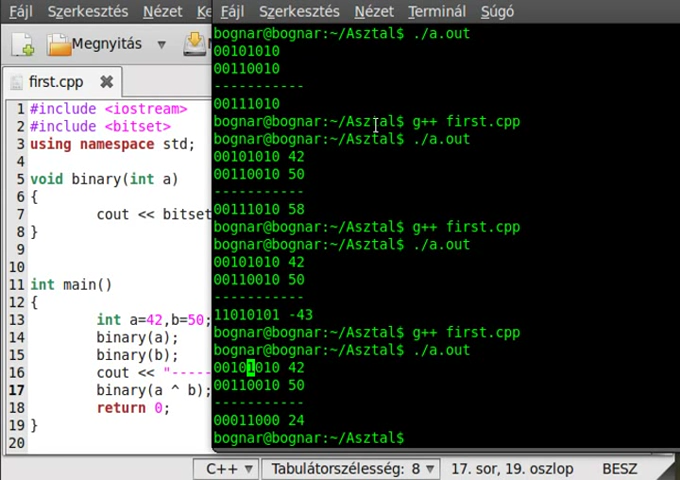 Fájl Szerkesztés Nézet
Megnyitás
first.cpp
1 #include <iostream>
2 #include <bitset>
3 using namespace std;
4
5 void binary(int a)
6 {
7 cout << bitset
8 }
9
10
11 int main()
12 {
13 int a=42,b=50;
14 binary(a);
15 binary(b);
16 cout << "-----
17 binary(a ^ b);
18 return 0;
19 }
20
C++ Tabulátorszélesség: 8 17. sor, 19. oszlop BESZ
Fájl Szerkesztés Nézet Terminál Súgó
bognar@bognar:~/Asztal$ ./a.out
00101010
00110010
-----------
00111010
bognar@bognar:~/Asztal$ g++ first.cpp
bognar@bognar:~/Asztal$ ./a.out
00101010 42
00110010 50
-----------
00111010 58
bognar@bognar:~/Asztal$ g++ first.cpp
bognar@bognar:~/Asztal$ ./a.out
00101010 42
00110010 50
-----------
11010101 -43
bognar@bognar:~/Asztal$ g++ first.cpp
bognar@bognar:~/Asztal$ ./a.out
00101010 42
00110010 50
-----------
00011000 24
bognar@bognar:~/Asztal$